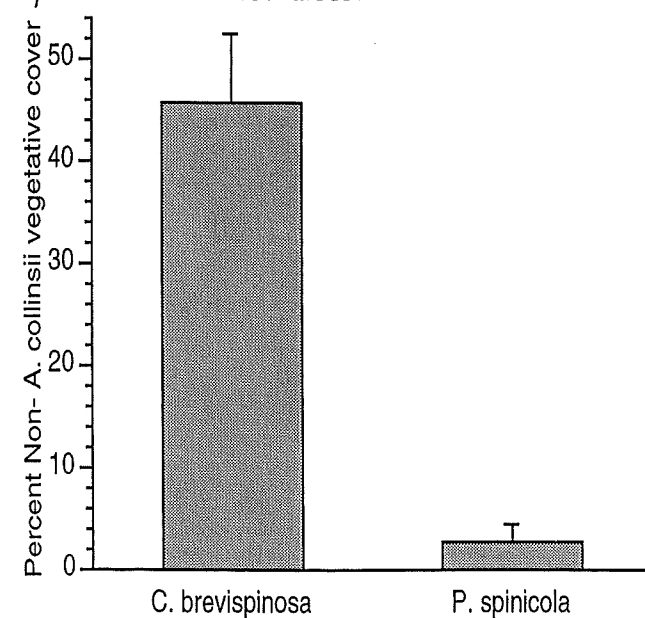 Percent Non- A. collinsii vegetative cover
50
40
30
20
10
0
C. brevispinosa
P. spinicola